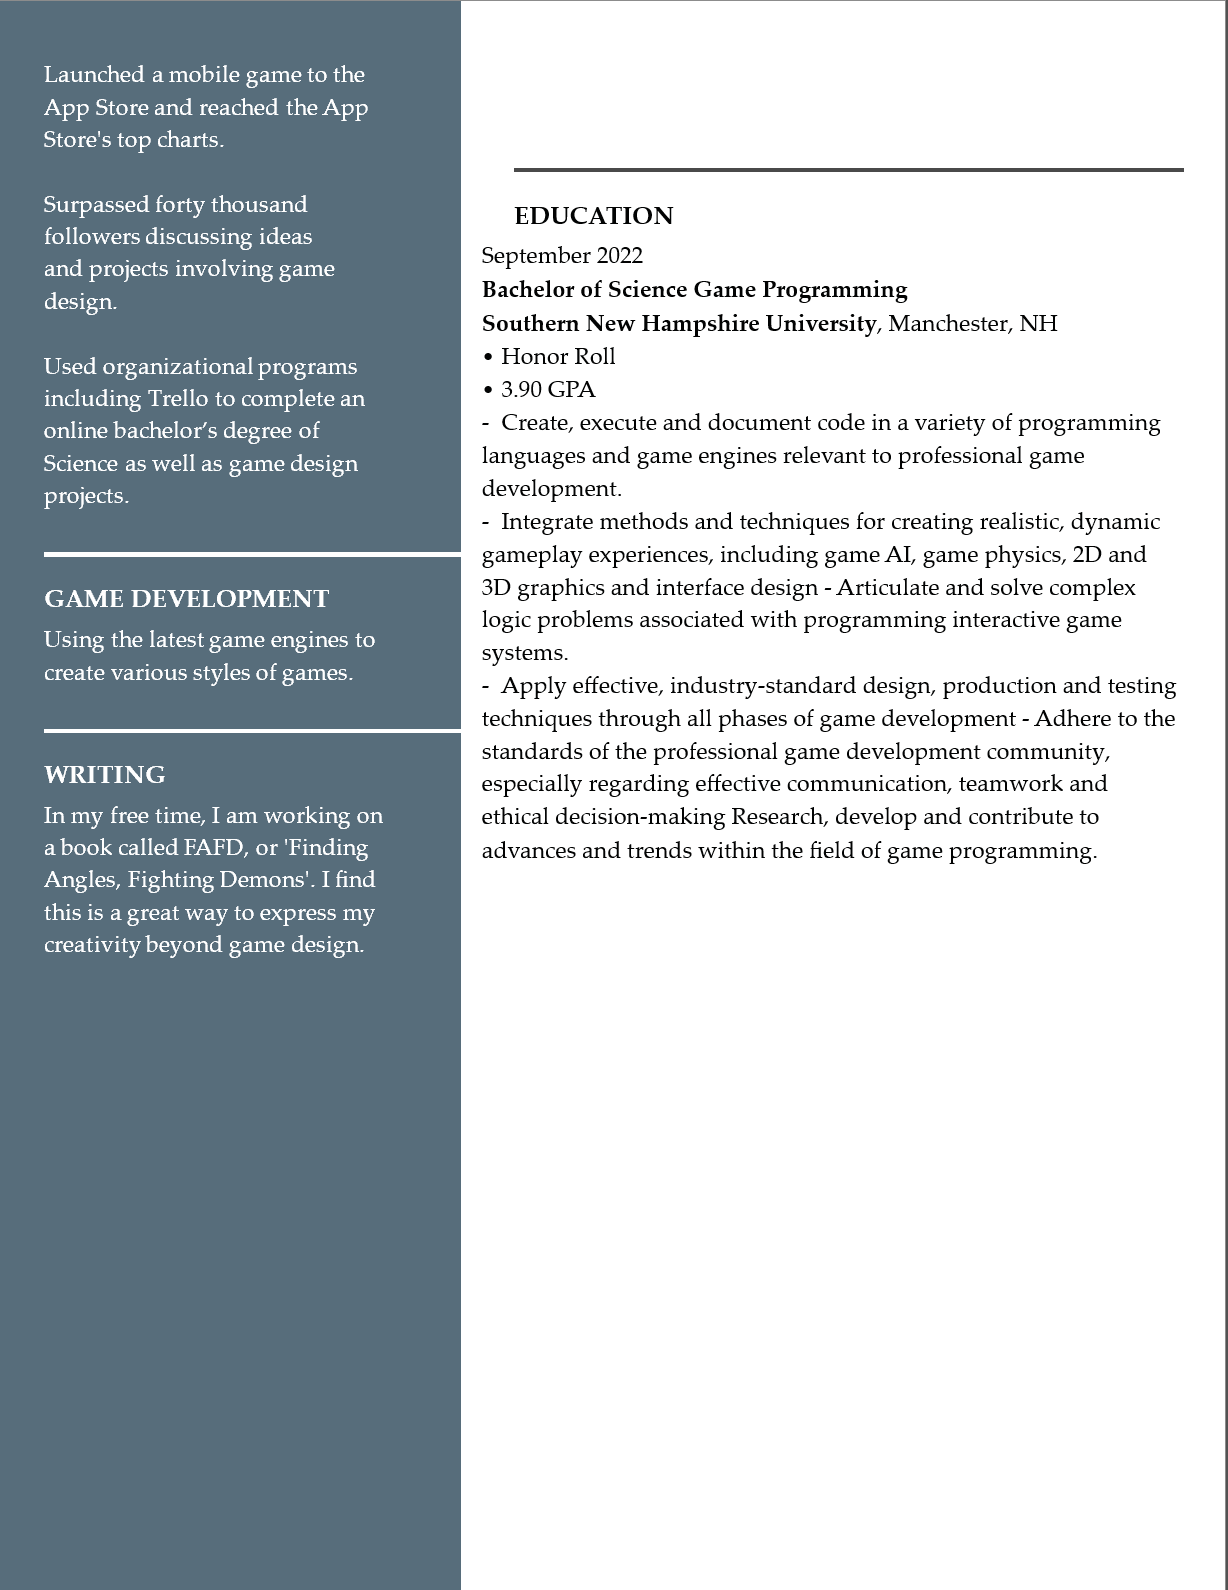 Launched a mobile game to the
App Store and reached the App
Store's top charts.
Surpassed forty thousand
followers discussing ideas
and projects involving game
design.
Used organizational programs
including Trello to complete an
online bachelor’s degree of
Science as well as game design
projects.
GAME DEVELOPMENT
Using the latest game engines to
create various styles of games.
WRITING
In my free time, I am working on
a book called FAFD, or 'Finding
Angles, Fighting Demons'. I find
this is a great way to express my
creativity beyond game design.
EDUCATION
September 2022
Bachelor of Science Game Programming
Southern New Hampshire University, Manchester, NH
• Honor Roll
• 3.90 GPA
- Create, execute and document code in a variety of programming
languages and game engines relevant to professional game
development.
- Integrate methods and techniques for creating realistic, dynamic
gameplay experiences, including game AI, game physics, 2D and
3D graphics and interface design - Articulate and solve complex
logic problems associated with programming interactive game
systems.
- Apply effective, industry-standard design, production and testing
techniques through all phases of game development - Adhere to the
standards of the professional game development community,
especially regarding effective communication, teamwork and
ethical decision-making Research, develop and contribute to
advances and trends within the field of game programming.